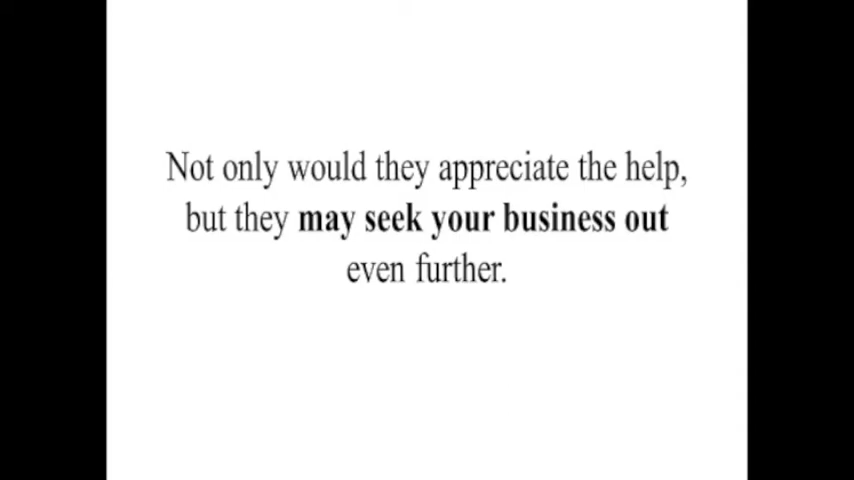 Not only would they appreciate the help,
but they may seek your business out
even further.